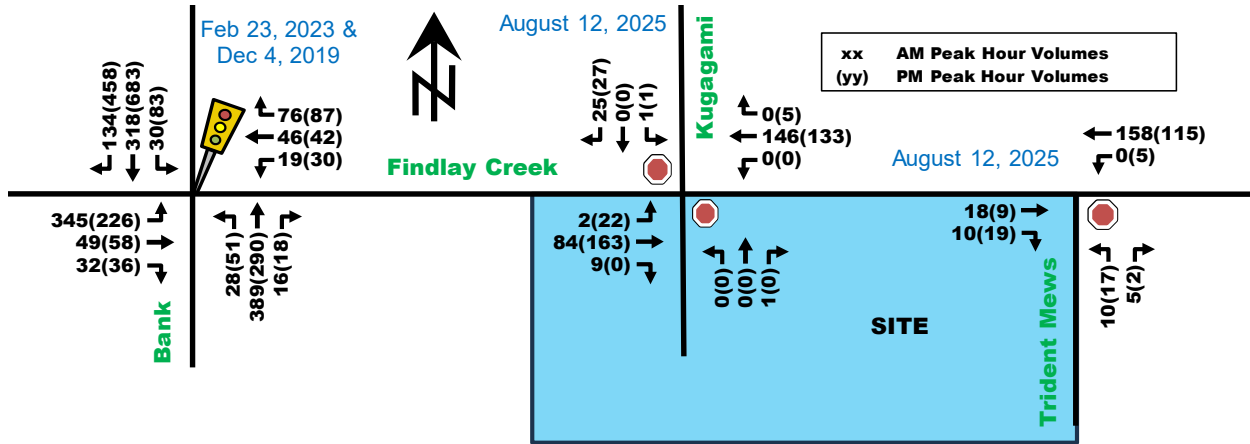 Feb 23, 2023 &
Dec 4, 2019
August 12, 2025
xx AM Peak Hour Volumes
(yy) PM Peak Hour Volumes
134(458)
318(683)
30(83)
76(87)
46(42)
19(30)
N
Findlay Creek
25(27)
0(0)
1(1)
Kugagami
0(5)
146(133)
0(0)
August 12, 2025
158(115)
0(5)
345(226)
49(58)
32(36)
Bank
28(51)
389(290)
16(18)
2(22)
84(163)
9(0)
0(0)
0(0)
1(0)
SITE
18(9)
10(19)
Trident Mews
10(17)
5(2)